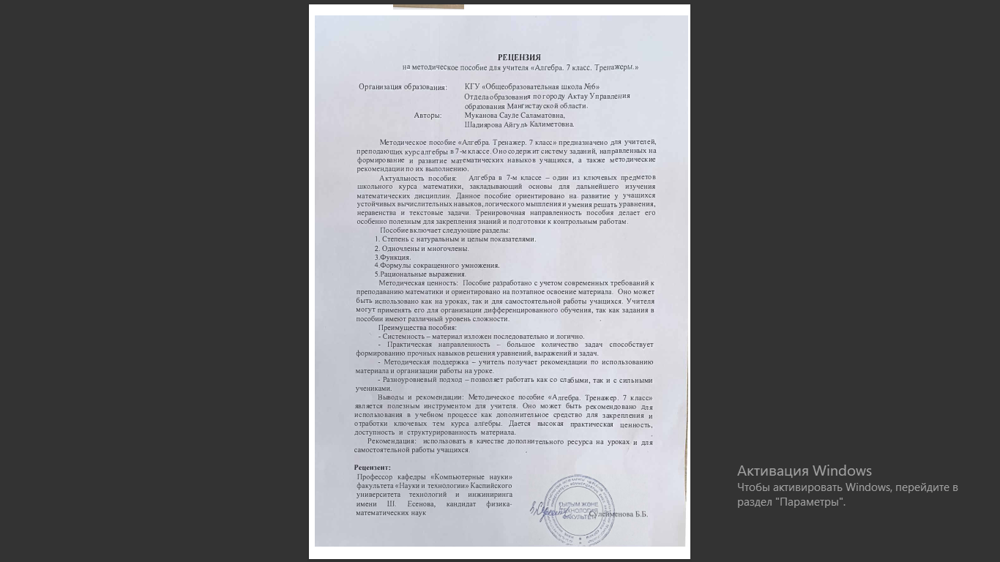 РЕЦЕНЗИЯ
на методическое пособие для учителя «Алгебра. 7 класс. Тренажеры.»
Организация образования: КГУ «Общеобразовательная школа №6»
Отдела образования по городу Актау Управления
образования Мангистауской области.
Авторы: Муканова Сауле Саламатовна,
Шадиярова Айгуль Калиметовна.
Методическое пособие «Алгебра. Тренажер. 7 класс» предназначено для учителей,
преподающих курс алгебры в 7-м классе. Оно содержит систему заданий, направленных на
формирование и развитие математических навыков учащихся, а также методические
рекомендации по их выполнению.
Актуальность пособия: Алгебра в 7-м классе – один из ключевых предметов
школьного курса математики, закладывающий основы для дальнейшего изучения
математических дисциплин. Данное пособие ориентировано на развитие у учащихся
устойчивых вычислительных навыков, логического мышления и умения решать уравнения,
неравенства и текстовые задачи. Тренировочная направленность пособия делает его
особенно полезным для закрепления знаний и подготовки к контрольным работам.
Пособие включает следующие разделы:
1. Степень с натуральным и целым показателями.
2. Одночлены и многочлены.
3.Функция.
4.Формулы сокращенного умножения.
5.Рациональные выражения.
Методическая ценность: Пособие разработано с учетом современных требований к
преподаванию математики и ориентировано на поэтапное освоение материала. Оно может
быть использовано как на уроках, так и для самостоятельной работы учащихся. Учителя
могут применять его для организации дифференцированного обучения, так как задания в
пособии имеют различный уровень сложности.
Преимущества пособия:
- Системность – материал изложен последовательно и логично.
- Практическая направленность – большое количество задач способствует
формированию прочных навыков решения уравнений, выражений и задач.
- Методическая поддержка – учитель получает рекомендации по использованию
материала и организации работы на уроке.
- Разноуровневый подход – позволяет работать как со слабыми, так и с сильными
учениками.
Выводы и рекомендации: Методическое пособие «Алгебра. Тренажер. 7 класс»
является полезным инструментом для учителя. Оно может быть рекомендовано для
использования в учебном процессе как дополнительное средство для закрепления и
отработки ключевых тем курса алгебры. Дается высокая практическая ценность,
доступность и структурированность материала.
Рекомендация: использовать в качестве дополнительного ресурса на уроках и для
самостоятельной работы учащихся.
Рецензент:
Профессор кафедры «Компьютерные науки»
факультета «Науки и технологии» Каспийского
университета технологий и инжиниринга
имени Ш. Есенова, кандидат физика-
математических наук
ҒЫЛЫМ ЖӘНЕ
ТЕХНОЛОГИЯ
ФАКУЛЬТЕТІ
Сулейменова Б.Б.
Активация Windows
Чтобы активировать Windows, перейдите в
раздел "Параметры".